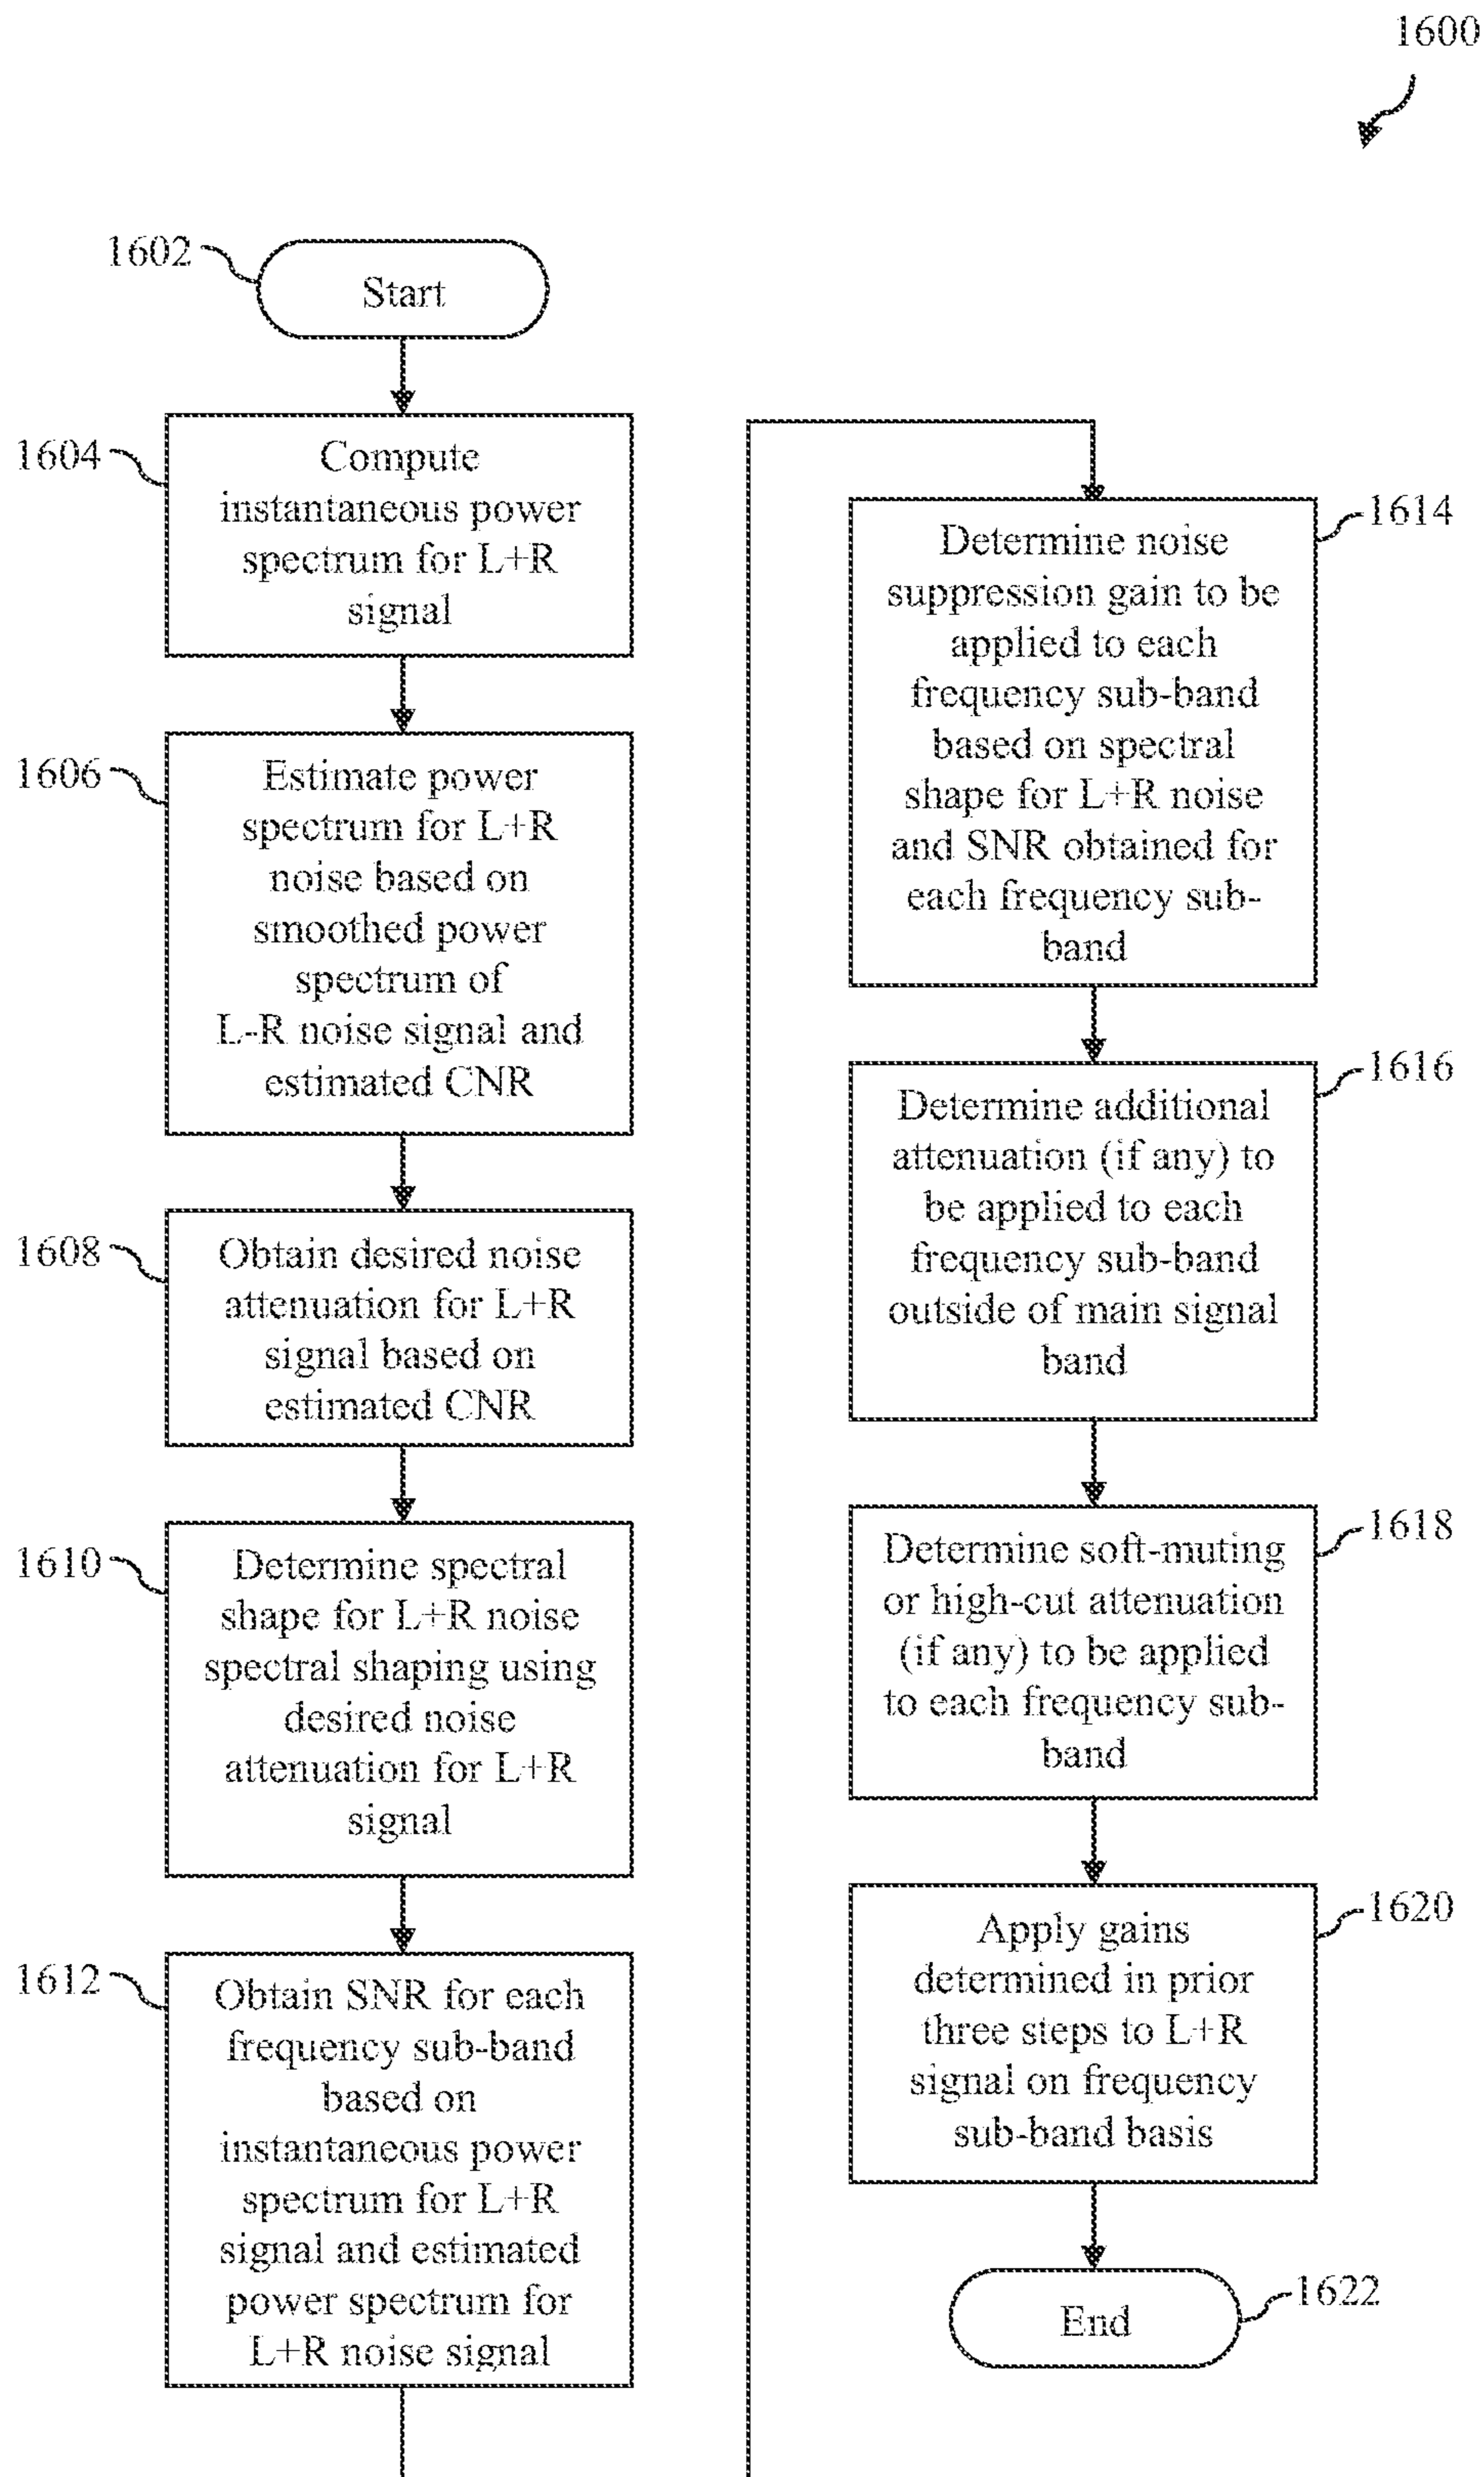 1600
1602
Start
1604
Compute
instantaneous power
spectrum for L+R
signal
1606
Estimate power
spectrum for L+R
noise based on
smoothed power
spectrum of
L-R noise signal and
estimated CNR
1608
Obtain desired noise
attenuation for L+R
signal based on
estimated CNR
1610
Determine spectral
shape for L+R noise
spectral shaping using
desired noise
attenuation for L+R
signal
1612
Obtain SNR for each
frequency sub-band
based on
instantaneous power
spectrum for L+R
signal and estimated
power spectrum for
L+R noise signal
1614
Determine noise
suppression gain to be
applied to each
frequency sub-band
based on spectral
shape for L+R noise
and SNR obtained for
each frequency sub-
band
1616
Determine additional
attenuation (if any) to
be applied to each
frequency sub-band
outside of main signal
band
1618
Determine soft-muting
or high-cut attenuation
(if any) to be applied
to each frequency sub-
band
1620
Apply gains
determined in prior
three steps to L+R
signal on frequency
sub-band basis
1622
End